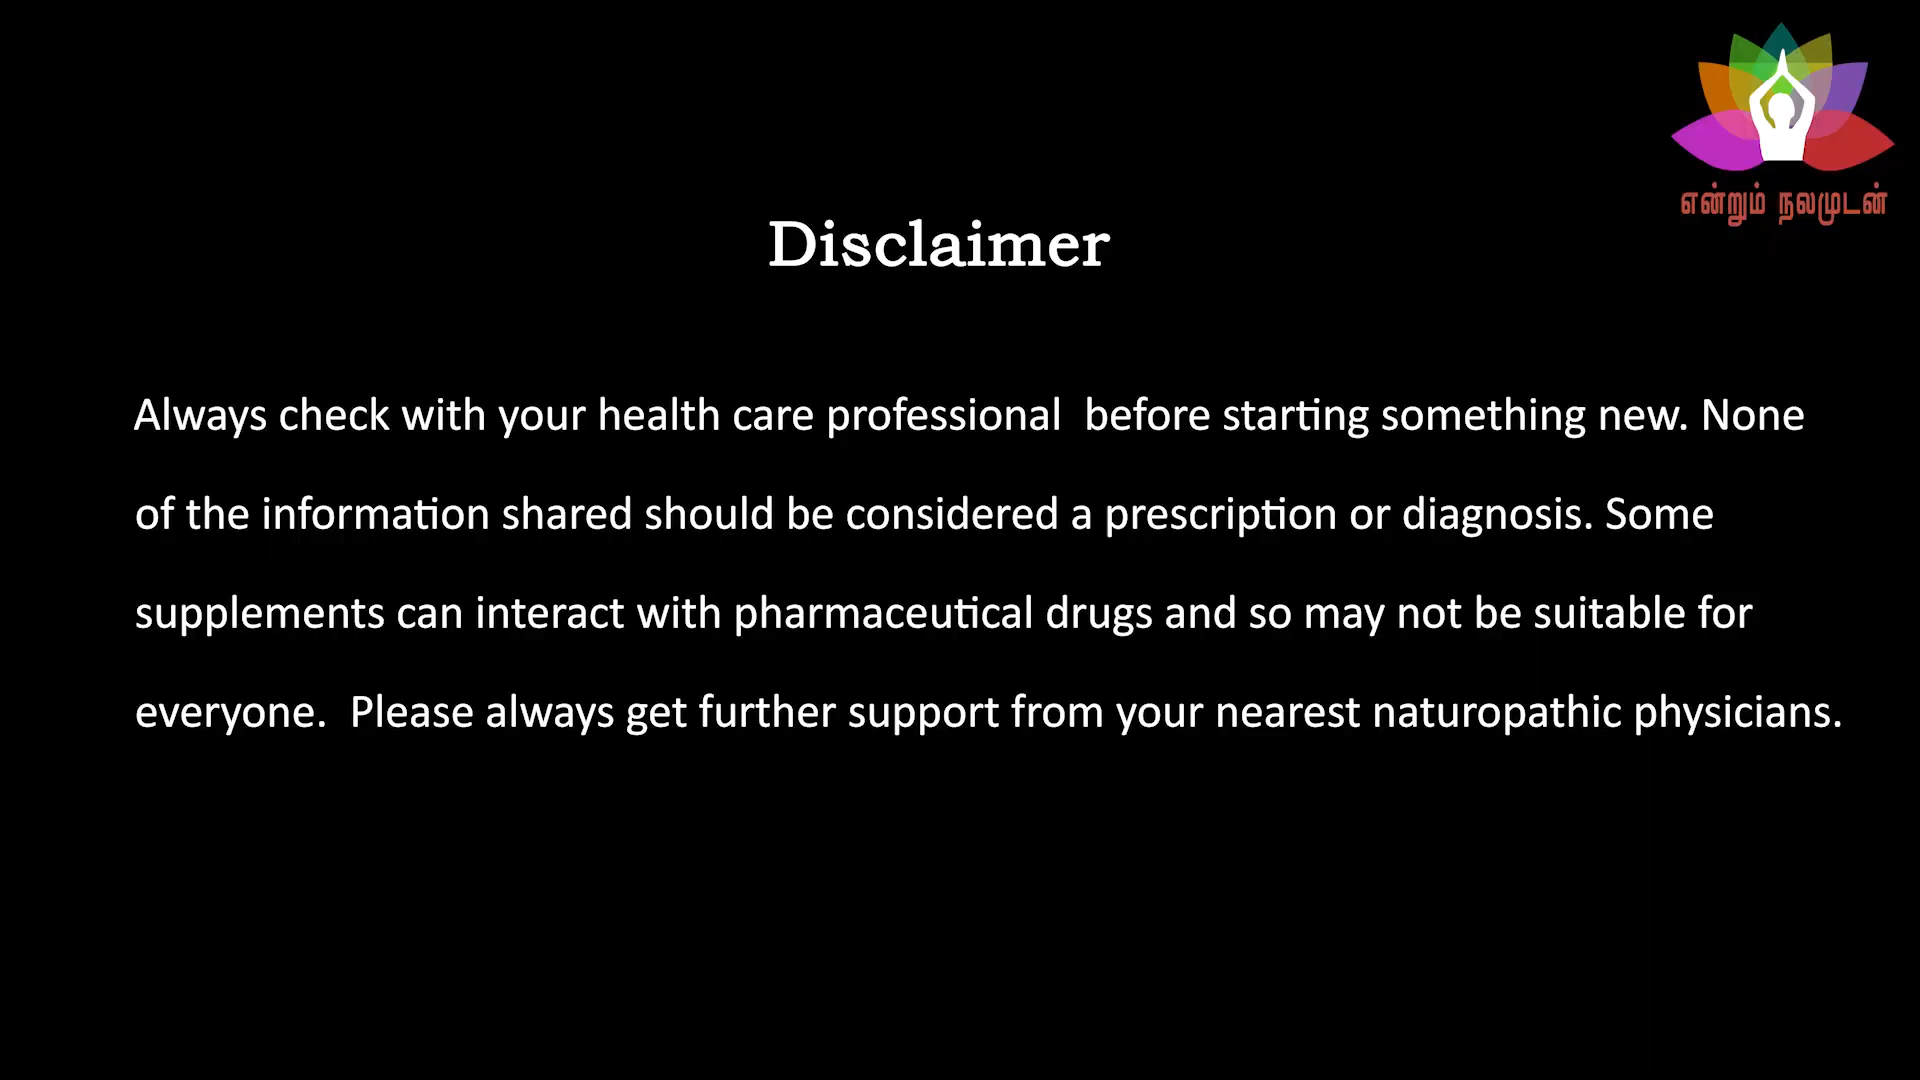 என்றும் நலமுடன்
Disclaimer
Always check with your health care professional  before starting something new. None
of the information shared should be considered a prescription or diagnosis. Some
supplements can interact with pharmaceutical drugs and so may not be suitable for
everyone.  Please always get further support from your nearest naturopathic physicians.